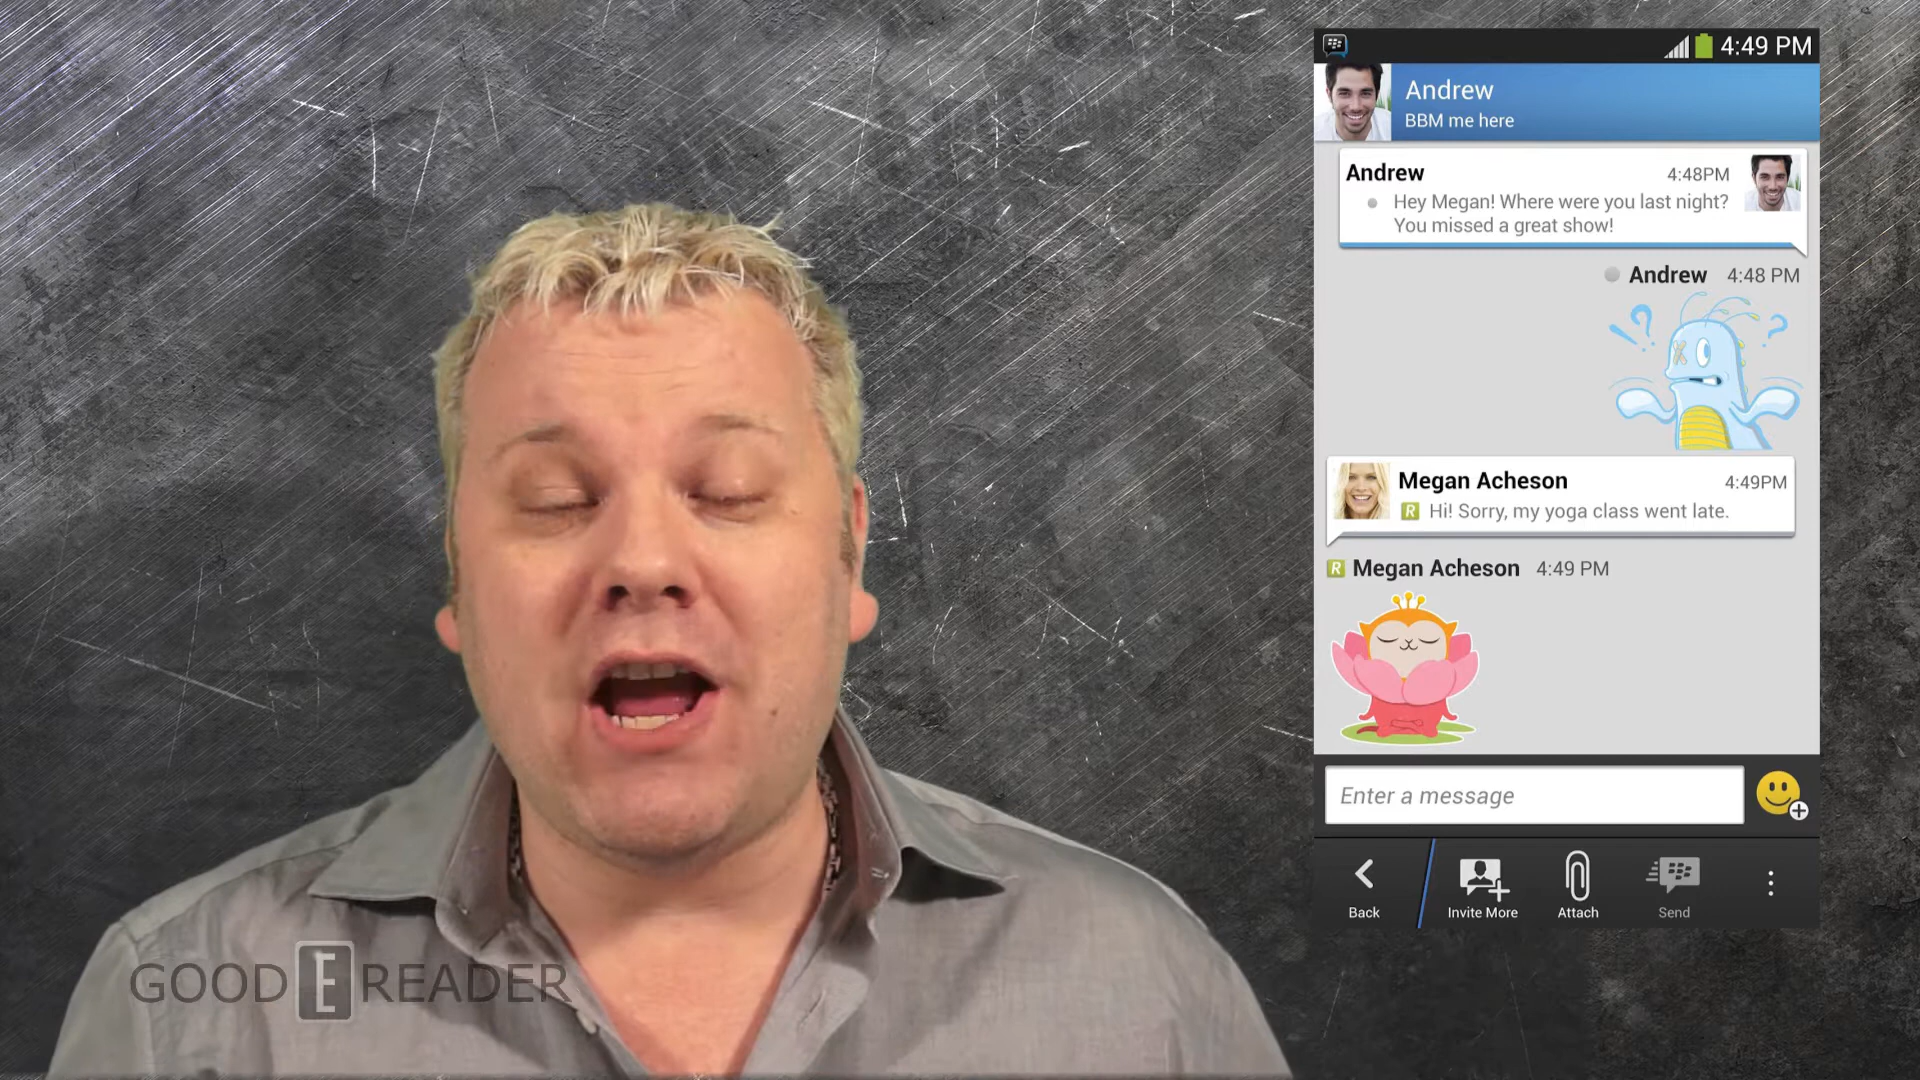 4:49 PM
Andrew
BBM me here
Andrew 4:48PM
Hey Megan! Where were you last night?
You missed a great show!
Andrew 4:48 PM
Megan Acheson 4:49PM
R Hi! Sorry, my yoga class went late.
R Megan Acheson 4:49 PM
Enter a message
Back Invite More Attach Send
GOOD E READER